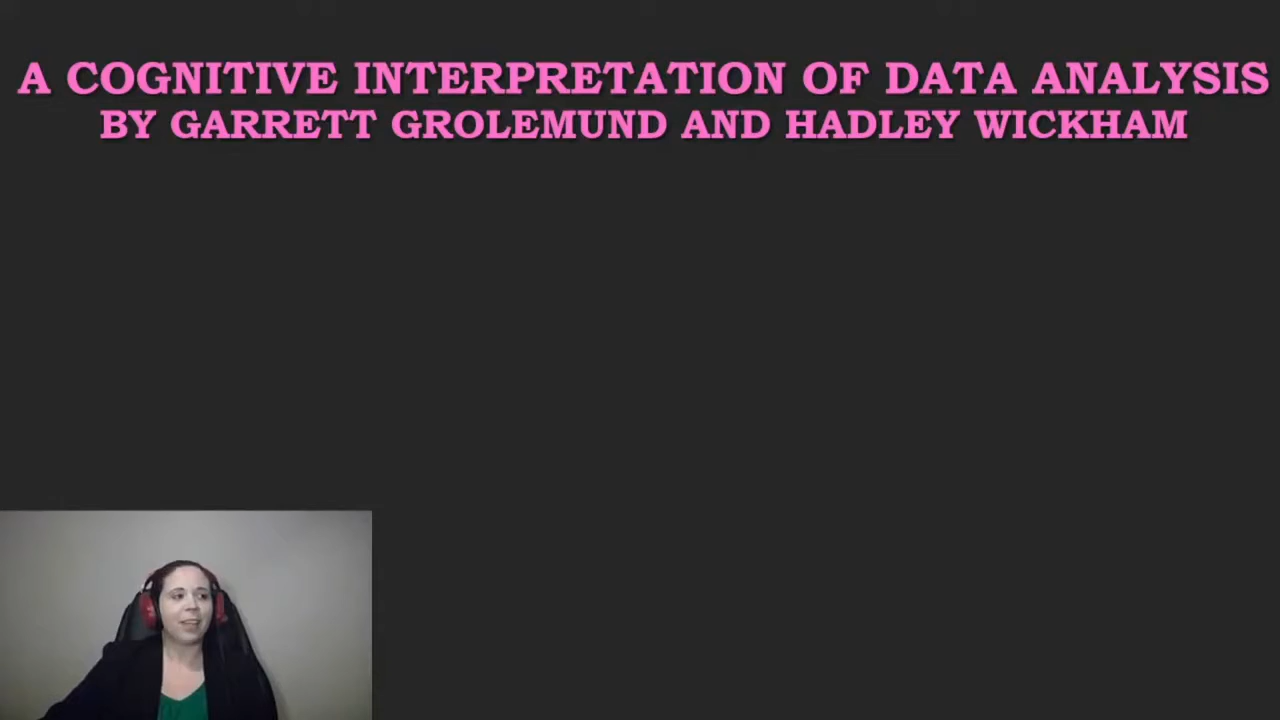 A COGNITIVE INTERPRETATION OF DATA ANALYSIS
BY GARRETT GROLEMUND AND HADLEY WICKHAM